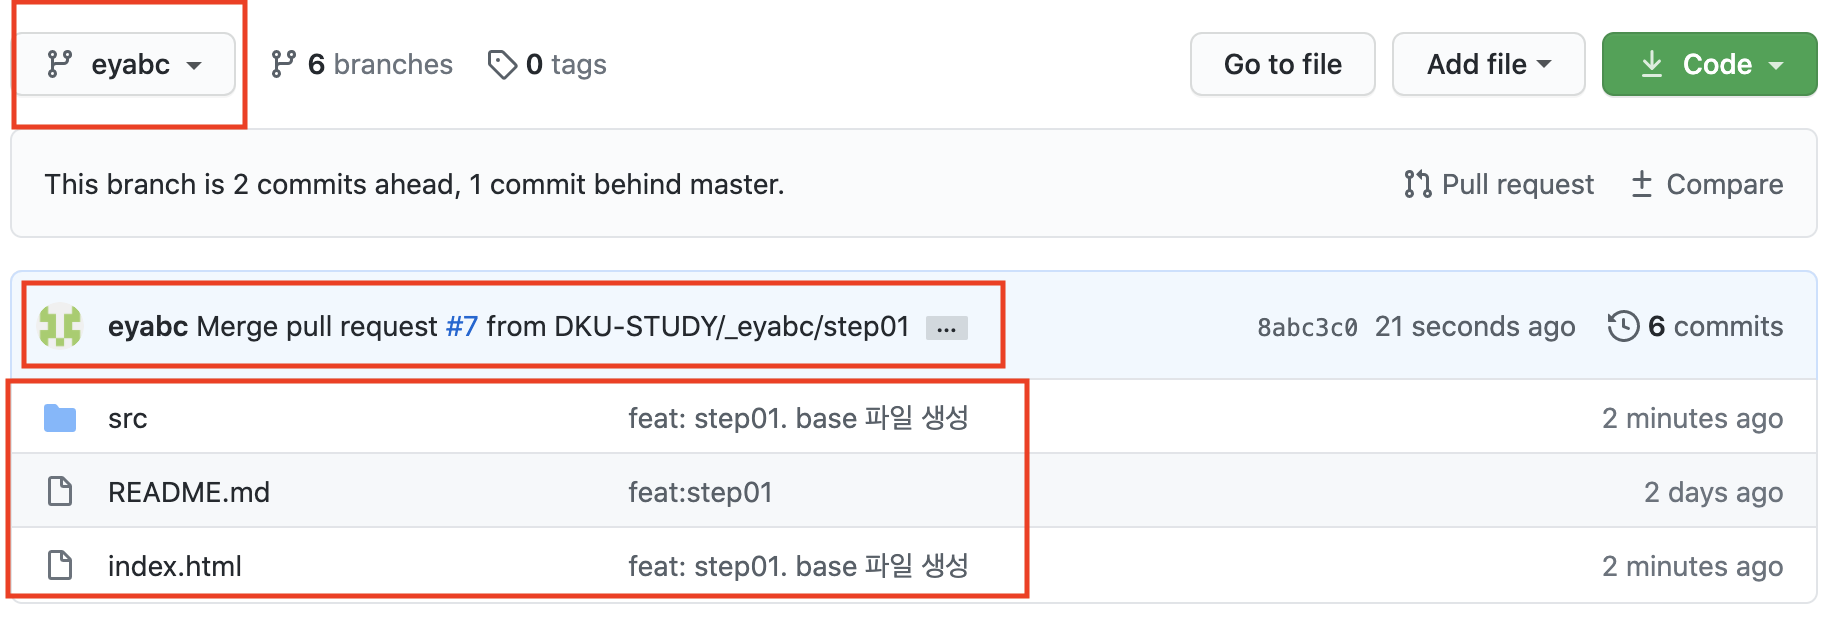 eyabc 6 branches 0 tags Go to file Add file Code
This branch is 2 commits ahead, 1 commit behind master. Pull request Compare
eyabc Merge pull request #7 from DKU-STUDY/_eyabc/step01 ... 8abc3c0 21 seconds ago 6 commits
src feat: step01. base 파일 생성 2 minutes ago
README.md feat:step01 2 days ago
index.html feat: step01. base 파일 생성 2 minutes ago